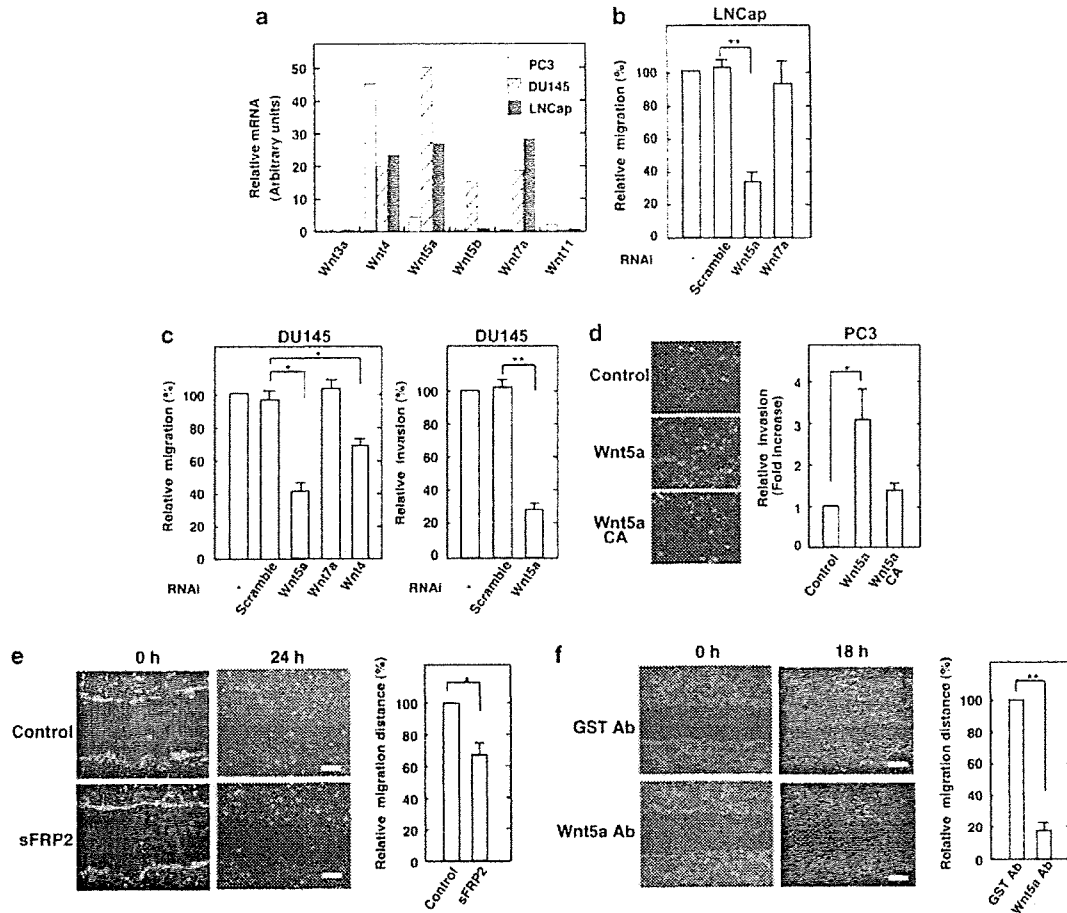 a
Relative mRNA
(Arbitrary units)
50
40
30
20
10
0
PC3
DU145
LNCap
Wnt3a
Wnt4
Wnt5a
Wnt5b
Wnt7a
Wnt11
b
LNCap
Relative migration (%)
100
80
60
40
20
0
**
RNAi
-
Scramble
Wnt5a
Wnt7a
c
DU145
Relative migration (%)
100
80
60
40
20
0
*
*
RNAi
-
Scramble
Wnt5a
Wnt7a
Wnt4
DU145
Relative invasion (%)
100
80
60
40
20
0
**
RNAi
-
Scramble
Wnt5a
d
Control
Wnt5a
Wnt5a
CA
PC3
Relative invasion
(Fold increase)
4
3
2
1
0
*
Control
Wnt5a
Wnt5a
CA
e
0 h
24 h
Control
sFRP2
Relative migration distance (%)
100
80
60
40
20
0
*
Control
sFRP2
f
0 h
18 h
GST Ab
Wnt5a Ab
Relative migration distance (%)
100
80
60
40
20
0
**
GST Ab
Wnt5a Ab